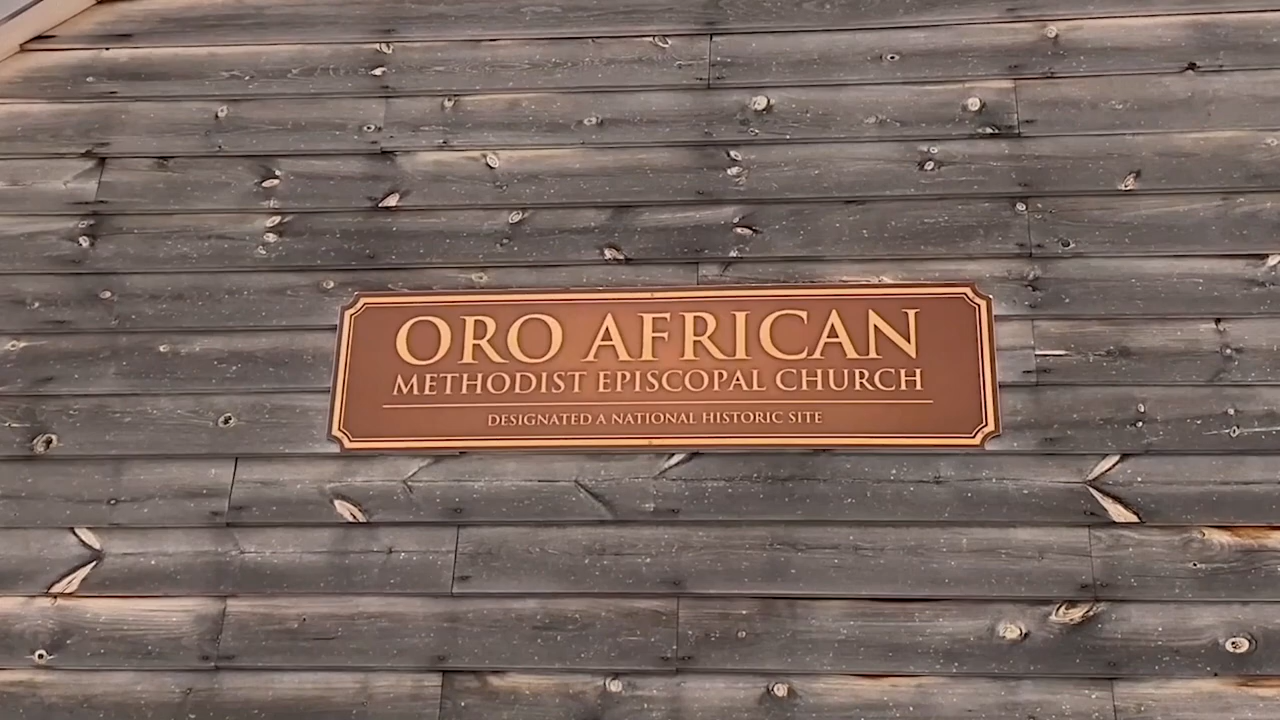 ORO AFRICAN
METHODIST EPISCOPAL CHURCH
DESIGNATED A NATIONAL HISTORIC SITE